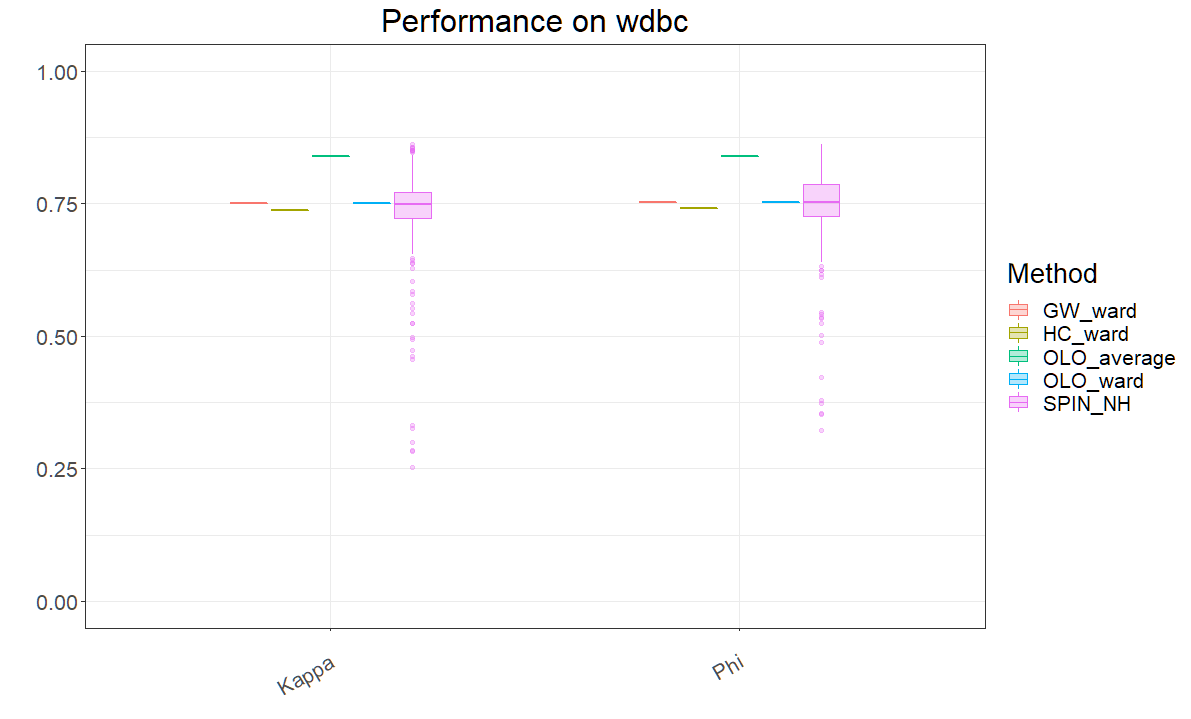 Performance on wdbc
1.00
0.75
0.50
0.25
0.00
Kappa
Phi
Method
GW_ward
HC_ward
OLO_average
OLO_ward
SPIN_NH